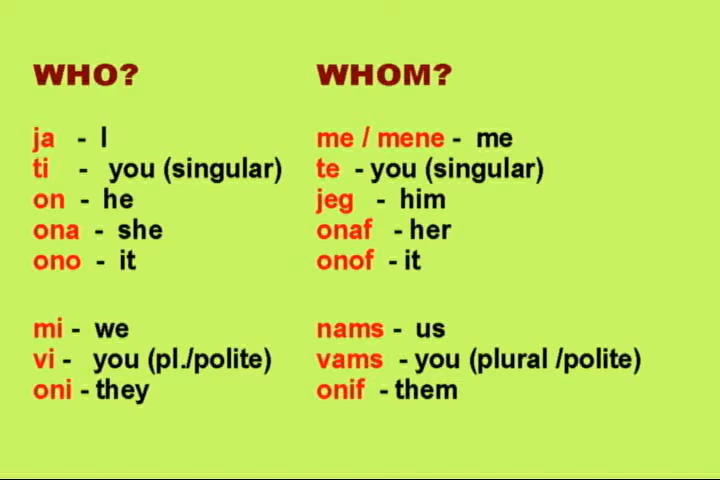 WHO?
ja - I
ti - you (singular)
on - he
ona - she
ono - it
mi - we
vi - you (pl./polite)
oni - they
WHOM?
me / mene - me
te - you (singular)
jeg - him
onaf - her
onof - it
nams - us
vams - you (plural /polite)
onif - them